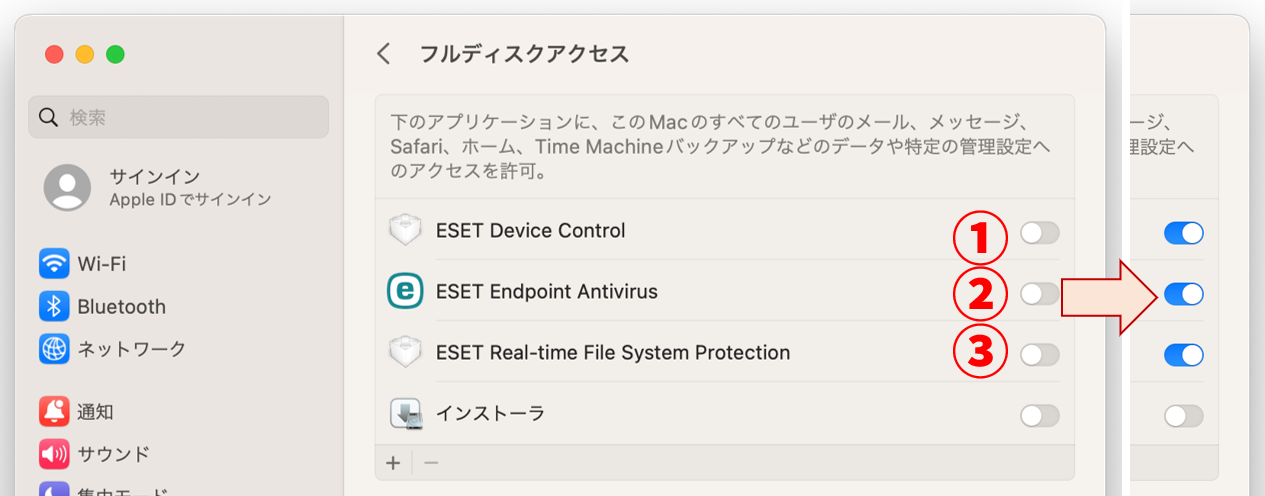 フルディスクアクセス
検索
下のアプリケーションに、このMacのすべてのユーザのメール、メッセージ、
Safari、ホーム、Time Machineバックアップなどのデータや特定の管理設定へ
のアクセスを許可。
ージ、
理設定へ
サインイン
Apple IDでサインイン
Wi-Fi
Bluetooth
ネットワーク
通知
サウンド
集中モード
ESET Device Control
①
ESET Endpoint Antivirus
②
ESET Real-time File System Protection
③
インストーラ
+ −